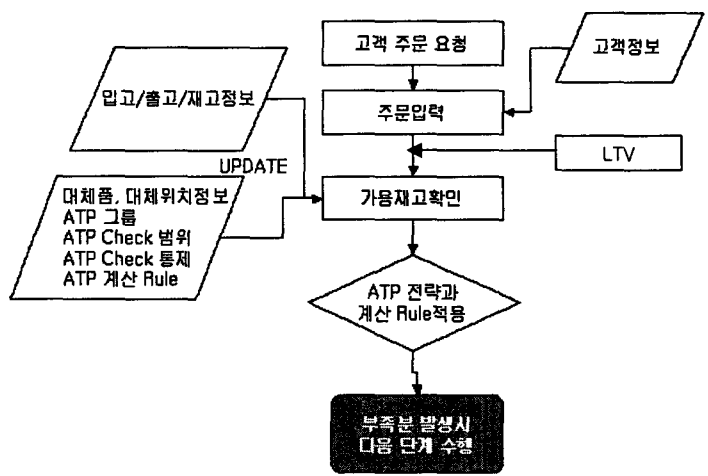 고객 주문 요청
고객정보
입고/출고/재고정보
주문입력
LTV
UPDATE
대체품, 대체위치정보
ATP 그룹
ATP Check 범위
ATP Check 통제
ATP 계산 Rule
가용재고확인
ATP 전략과
계산 Rule적용
부족분 발생시
다음 단계 수행